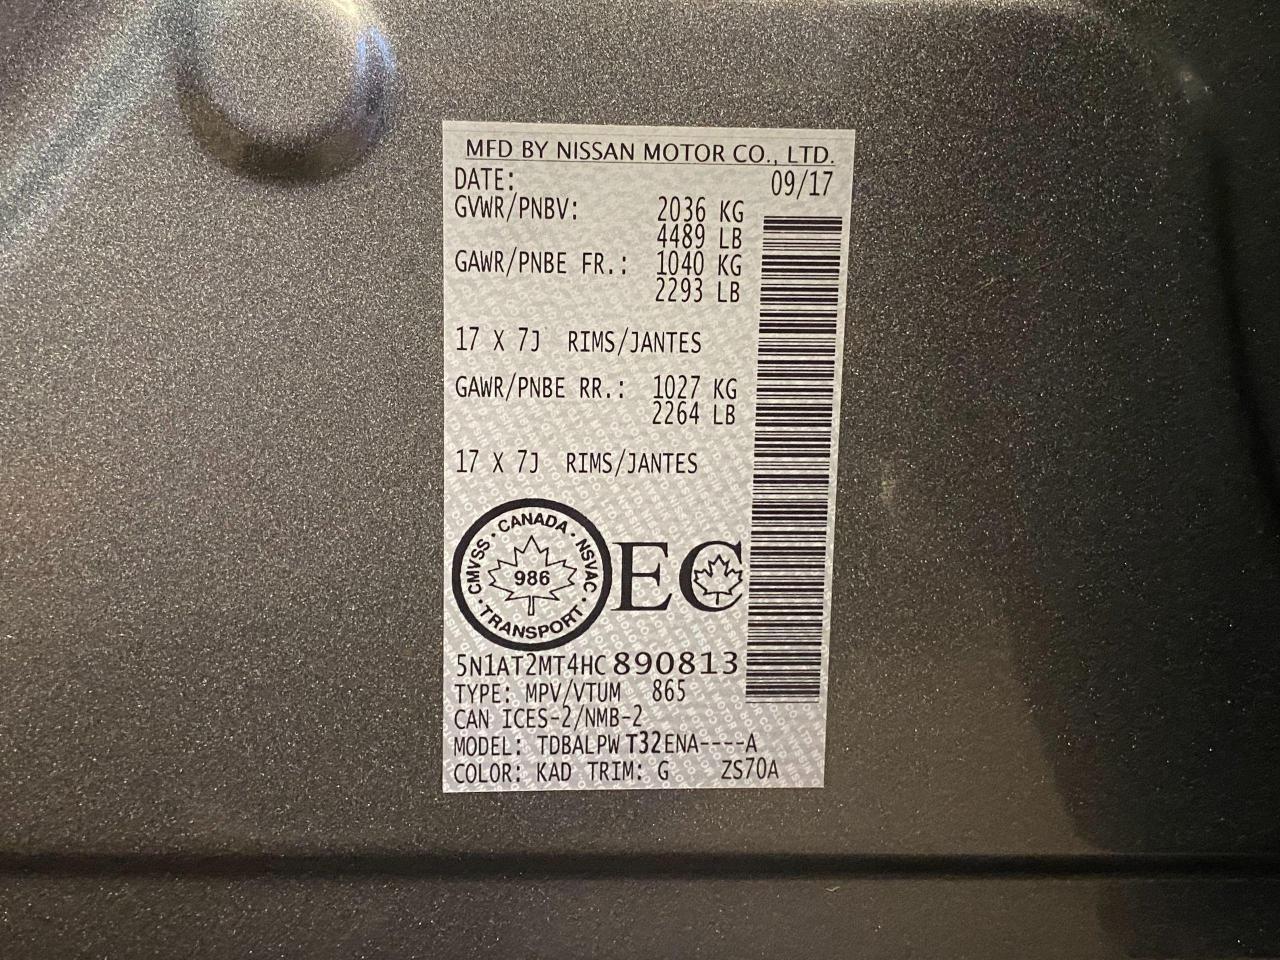 MFD BY NISSAN MOTOR CO., LTD.
DATE: 09/17
GVWR/PNBV: 2036 KG
4489 LB
GAWR/PNBE FR.: 1040 KG
2293 LB
17 X 7J RIMS/JANTES
GAWR/PNBE RR.: 1027 KG
2264 LB
17 X 7J RIMS/JANTES
CMVSS · CANADA · NSVAC · TRANSPORT ·
986
EC
5N1AT2MT4HC890813
TYPE: MPV/VTUM 865
CAN ICES-2/NMB-2
MODEL: TDBALPWT32ENA----A
COLOR: KAD TRIM: G ZS70A